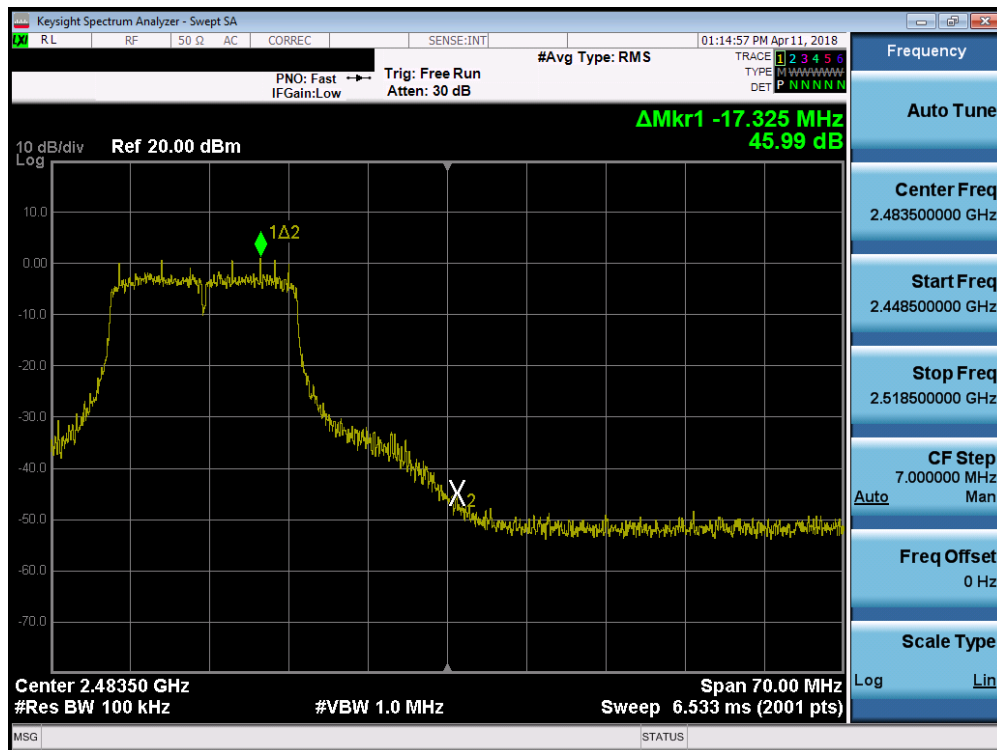 Keysight Spectrum Analyzer - Swept SA
LXI RL RF 50 Ω AC CORREC SENSE:INT 01:14:57 PM Apr 11, 2018
#Avg Type: RMS TRACE 1 2 3 4 5 6
PNO: Fast Trig: Free Run TYPE M W W W W W
IFGain:Low Atten: 30 dB DET P N N N N N
ΔMkr1 -17.325 MHz
45.99 dB
10 dB/div Ref 20.00 dBm
Log
10.0
1Δ2
0.00
-10.0
-20.0
-30.0
-40.0
X2
-50.0
-60.0
-70.0
Center 2.48350 GHz Span 70.00 MHz
#Res BW 100 kHz #VBW 1.0 MHz Sweep 6.533 ms (2001 pts)
MSG STATUS
Frequency
Auto Tune
Center Freq
2.483500000 GHz
Start Freq
2.448500000 GHz
Stop Freq
2.518500000 GHz
CF Step
7.000000 MHz
Auto Man
Freq Offset
0 Hz
Scale Type
Log Lin